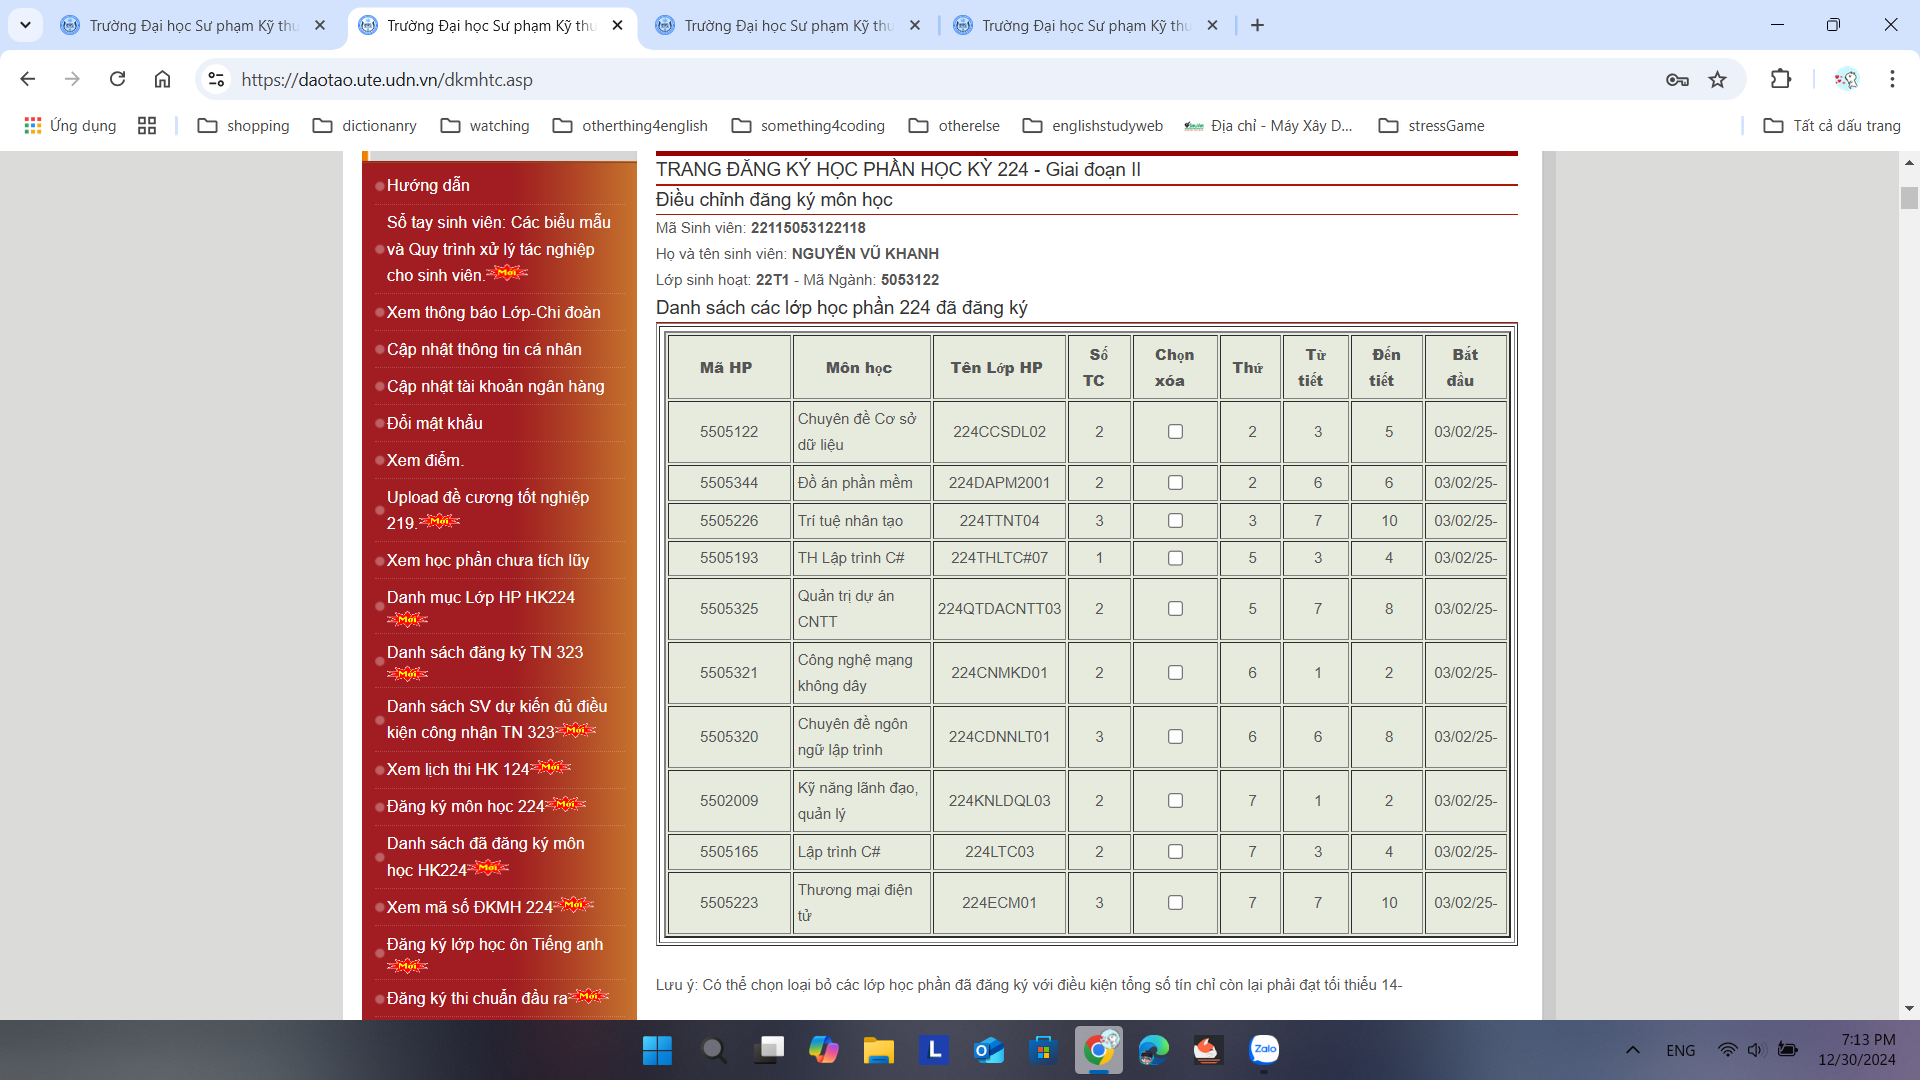 Trường Đại học Sư phạm Kỹ thu
Trường Đại học Sư phạm Kỹ thu
Trường Đại học Sư phạm Kỹ thu
Trường Đại học Sư phạm Kỹ thu
https://daotao.ute.udn.vn/dkmhtc.asp
Ứng dụng
shopping
dictionanry
watching
otherthing4english
something4coding
otherelse
englishstudyweb
Địa chỉ - Máy Xây D...
stressGame
Tất cả dấu trang
Hướng dẫn
Sổ tay sinh viên: Các biểu mẫu
và Quy trình xử lý tác nghiệp
cho sinh viên. Mới
Xem thông báo Lớp-Chi đoàn
Cập nhật thông tin cá nhân
Cập nhật tài khoản ngân hàng
Đổi mật khẩu
Xem điểm.
Upload đề cương tốt nghiệp
219. Mới
Xem học phần chưa tích lũy
Danh mục Lớp HP HK224
Mới
Danh sách đăng ký TN 323
Mới
Danh sách SV dự kiến đủ điều
kiện công nhận TN 323 Mới
Xem lịch thi HK 124 Mới
Đăng ký môn học 224 Mới
Danh sách đã đăng ký môn
học HK224 Mới
Xem mã số ĐKMH 224 Mới
Đăng ký lớp học ôn Tiếng anh
Mới
Đăng ký thi chuẩn đầu ra Mới
TRANG ĐĂNG KÝ HỌC PHẦN HỌC KỲ 224 - Giai đoạn II
Điều chỉnh đăng ký môn học
Mã Sinh viên: 22115053122118
Họ và tên sinh viên: NGUYỄN VŨ KHANH
Lớp sinh hoạt: 22T1 - Mã Ngành: 5053122
Danh sách các lớp học phần 224 đã đăng ký
Mã HP Môn học Tên Lớp HP Số TC Chọn xóa Thứ Từ tiết Đến tiết Bắt đầu
5505122 Chuyên đề Cơ sở dữ liệu 224CCSDL02 2 2 3 5 03/02/25-
5505344 Đồ án phần mềm 224DAPM2001 2 2 6 6 03/02/25-
5505226 Trí tuệ nhân tạo 224TTNT04 3 3 7 10 03/02/25-
5505193 TH Lập trình C# 224THLTC#07 1 5 3 4 03/02/25-
5505325 Quản trị dự án CNTT 224QTDACNTT03 2 5 7 8 03/02/25-
5505321 Công nghệ mạng không dây 224CNMKD01 2 6 1 2 03/02/25-
5505320 Chuyên đề ngôn ngữ lập trình 224CDNNLT01 3 6 6 8 03/02/25-
5502009 Kỹ năng lãnh đạo, quản lý 224KNLDQL03 2 7 1 2 03/02/25-
5505165 Lập trình C# 224LTC03 2 7 3 4 03/02/25-
5505223 Thương mại điện tử 224ECM01 3 7 7 10 03/02/25-
Lưu ý: Có thể chọn loại bỏ các lớp học phần đã đăng ký với điều kiện tổng số tín chỉ còn lại phải đạt tối thiểu 14-
L
Zalo
ENG
7:13 PM
12/30/2024